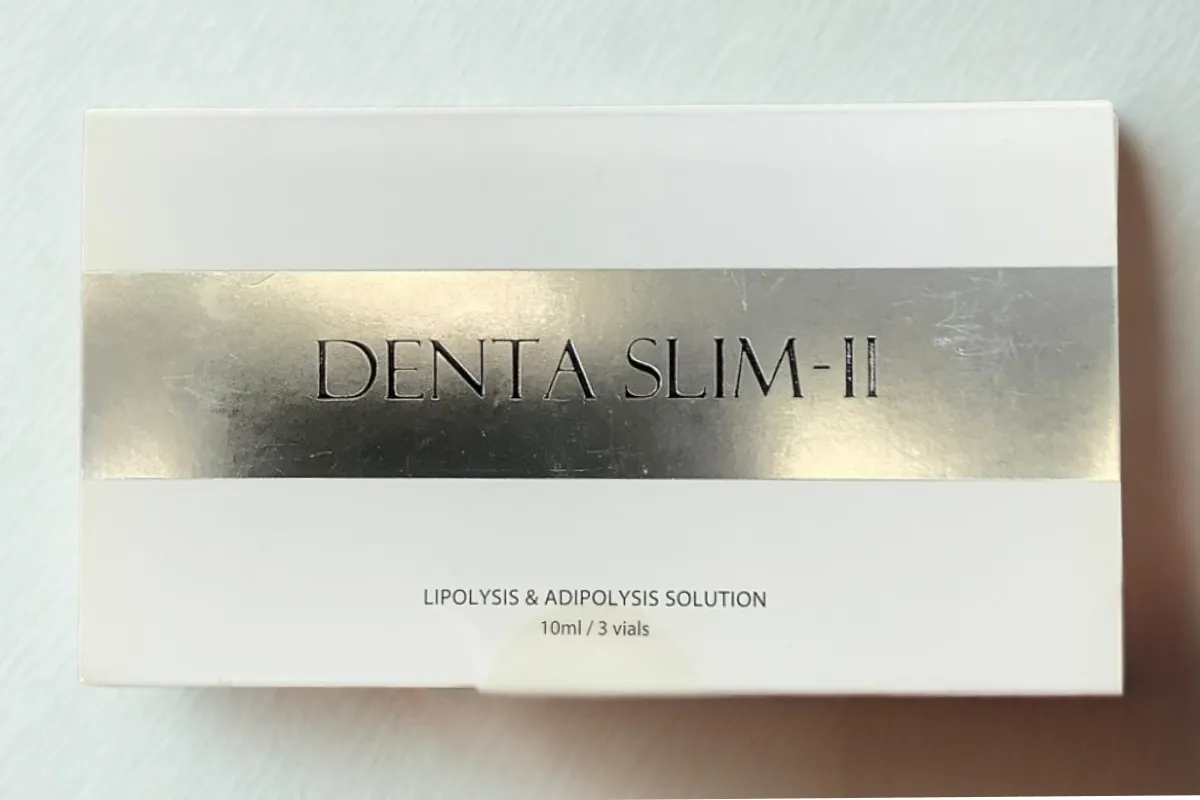 DENTA SLIM-II
LIPOLYSIS & ADIPOLYSIS SOLUTION
10ml / 3 vials